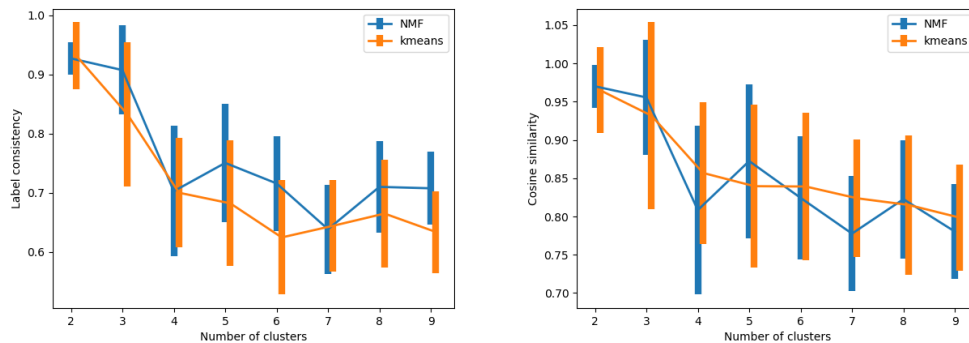 1.0
0.9
0.8
0.7
0.6
Label consistency
2 3 4 5 6 7 8 9
Number of clusters
NMF
kmeans
1.05
1.00
0.95
0.90
0.85
0.80
0.75
0.70
Cosine similarity
2 3 4 5 6 7 8 9
Number of clusters
NMF
kmeans